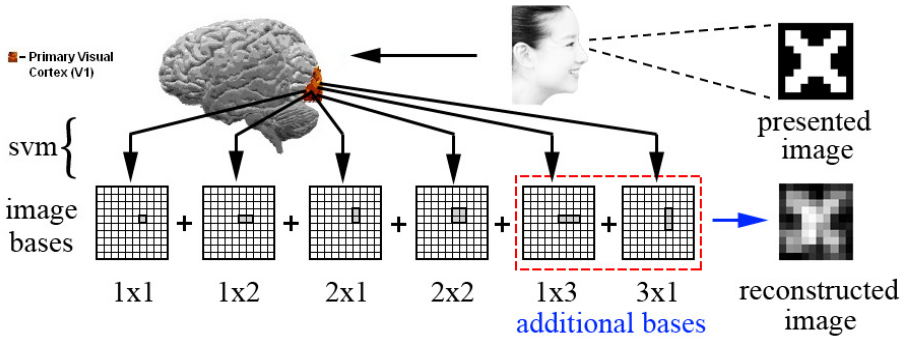 – Primary Visual
Cortex (V1)
presented
image
svm
image
bases
+ + + + +
1x1 1x2 2x1 2x2 1x3 3x1
additional bases
reconstructed
image